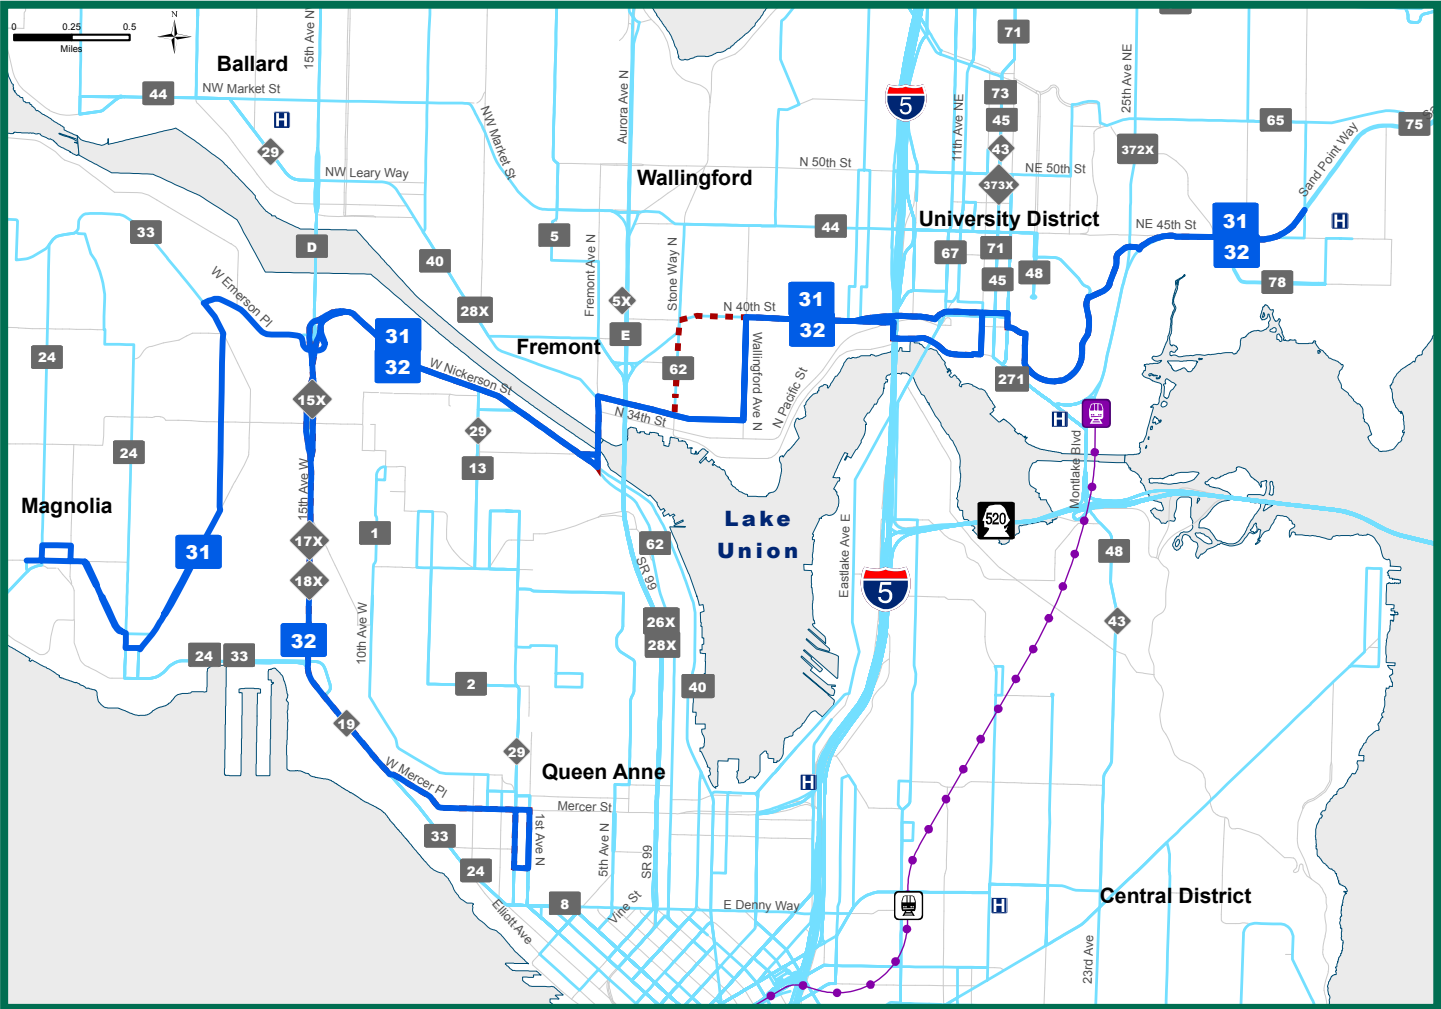 N
0 0.25 0.5
Miles
15th Ave N
71
Ballard
NW Market St
44
5
73
45
43
373X
11th Ave NE
25th Ave NE
65
75
372X
Sand Point Way
H
29
NW Leary Way
NW Market St
Aurora Ave N
N 50th St
NE 50th St
Wallingford
University District
NE 45th St
31
32
H
33
D
40
5
44
67
71
45
48
78
W Emerson Pl
28X
Fremont Ave N
5X
E
Stone Way N
N 40th St
31
32
24
31
32
Fremont
W Nickerson St
62
Wallingford Ave N
N Pacific St
271
15X
N 34th St
H
29
13
24
15th Ave W
Montlake Blvd
Magnolia
1
Lake
Union
520
31
17X
18X
62
SR 99
Eastlake Ave E
5
48
43
26X
28X
32
10th Ave W
24
33
2
40
19
29
W Mercer Pl
Queen Anne
H
Mercer St
1st Ave N
5th Ave N
SR 99
33
24
8
Elliott Ave
Vine St
E Denny Way
H
Central District
23rd Ave